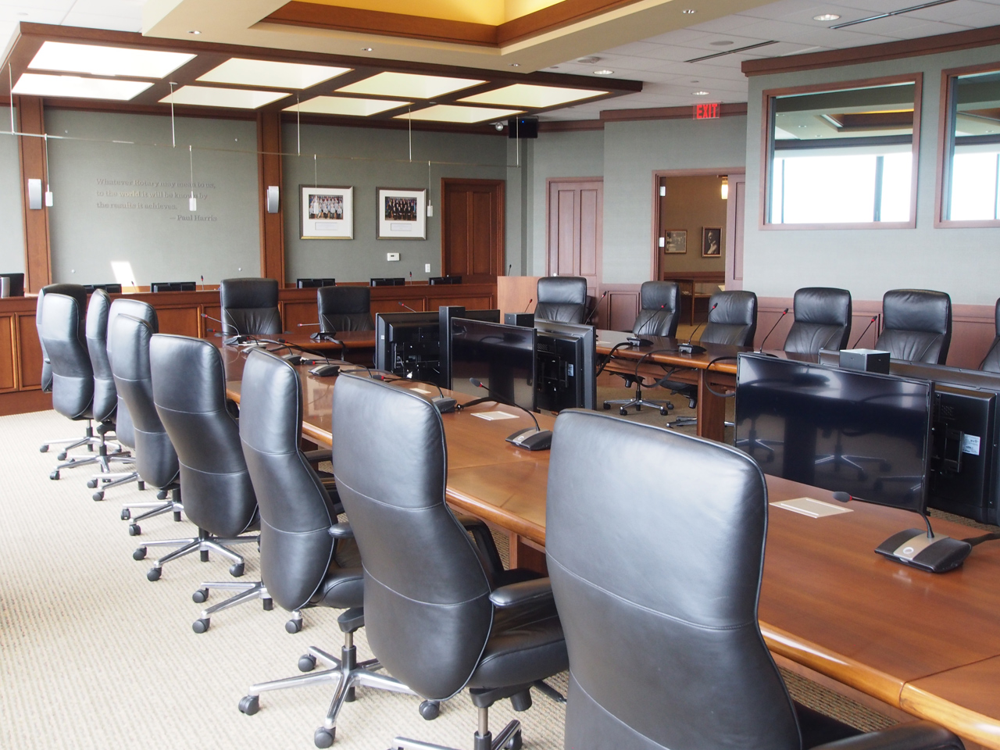 Whatever Rotary may mean to us,
to the world it will be known by
the results it achieves.
—Paul Harris
EXIT